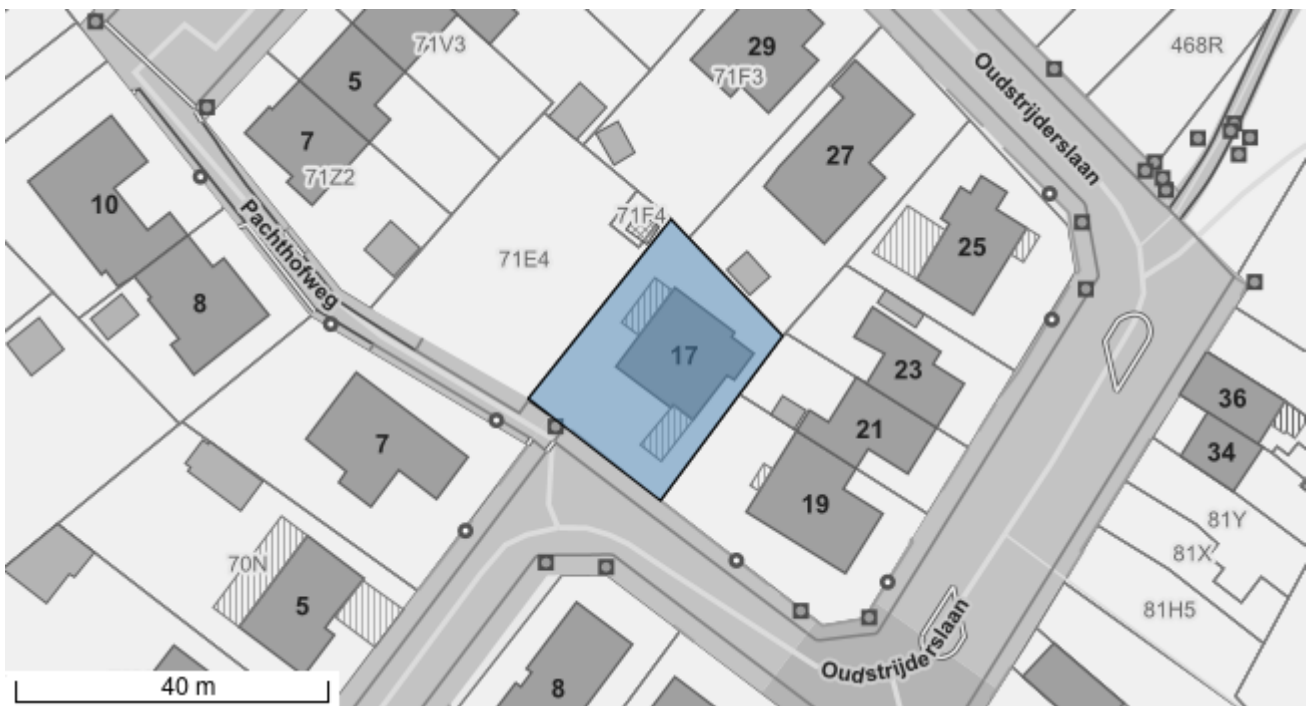 71V3
29
468R
5
71F3
Oudstrijderslaan
7
27
71Z2
10
Pachthofweg
71F4
71E4
25
8
17
23
36
7
21
34
19
81Y
81X
70N
5
81H5
Oudstrijderslaan
8
40 m